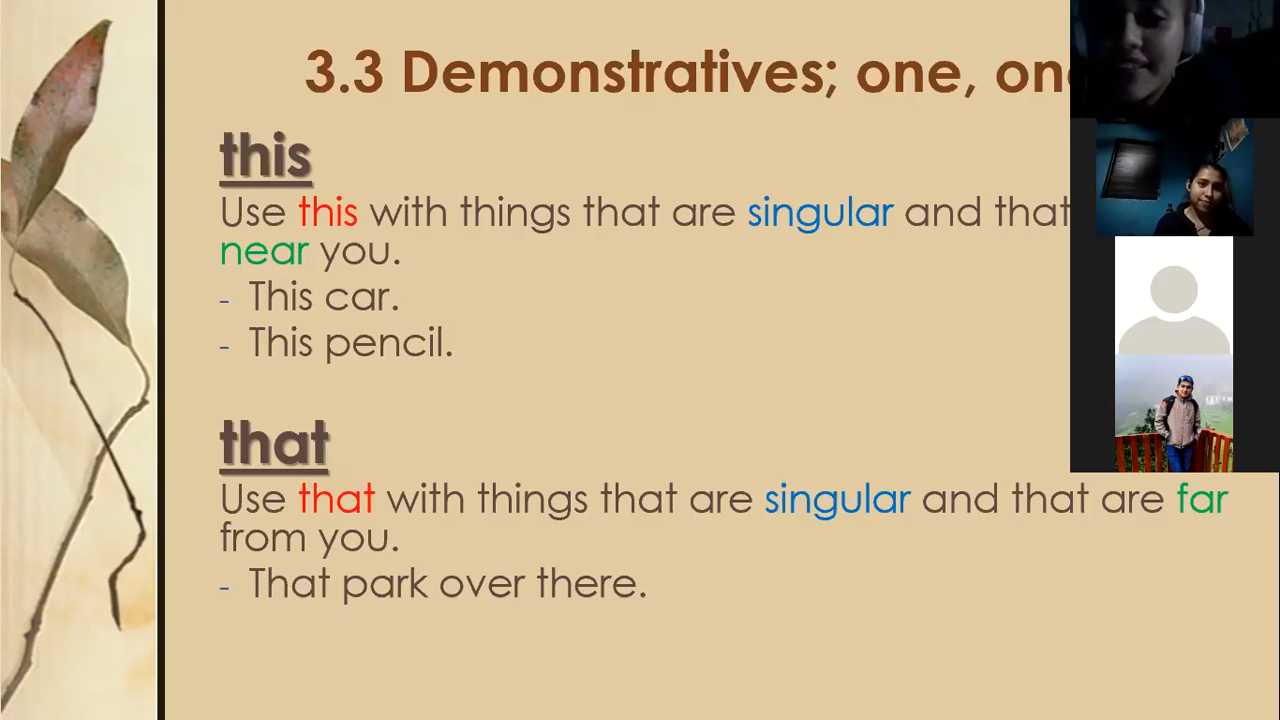 3.3 Demonstratives; one,
this
Use this with things that are singular and that
near you.
- This car.
- This pencil.
that
Use that with things that are singular and that are far
from you.
- That park over there.